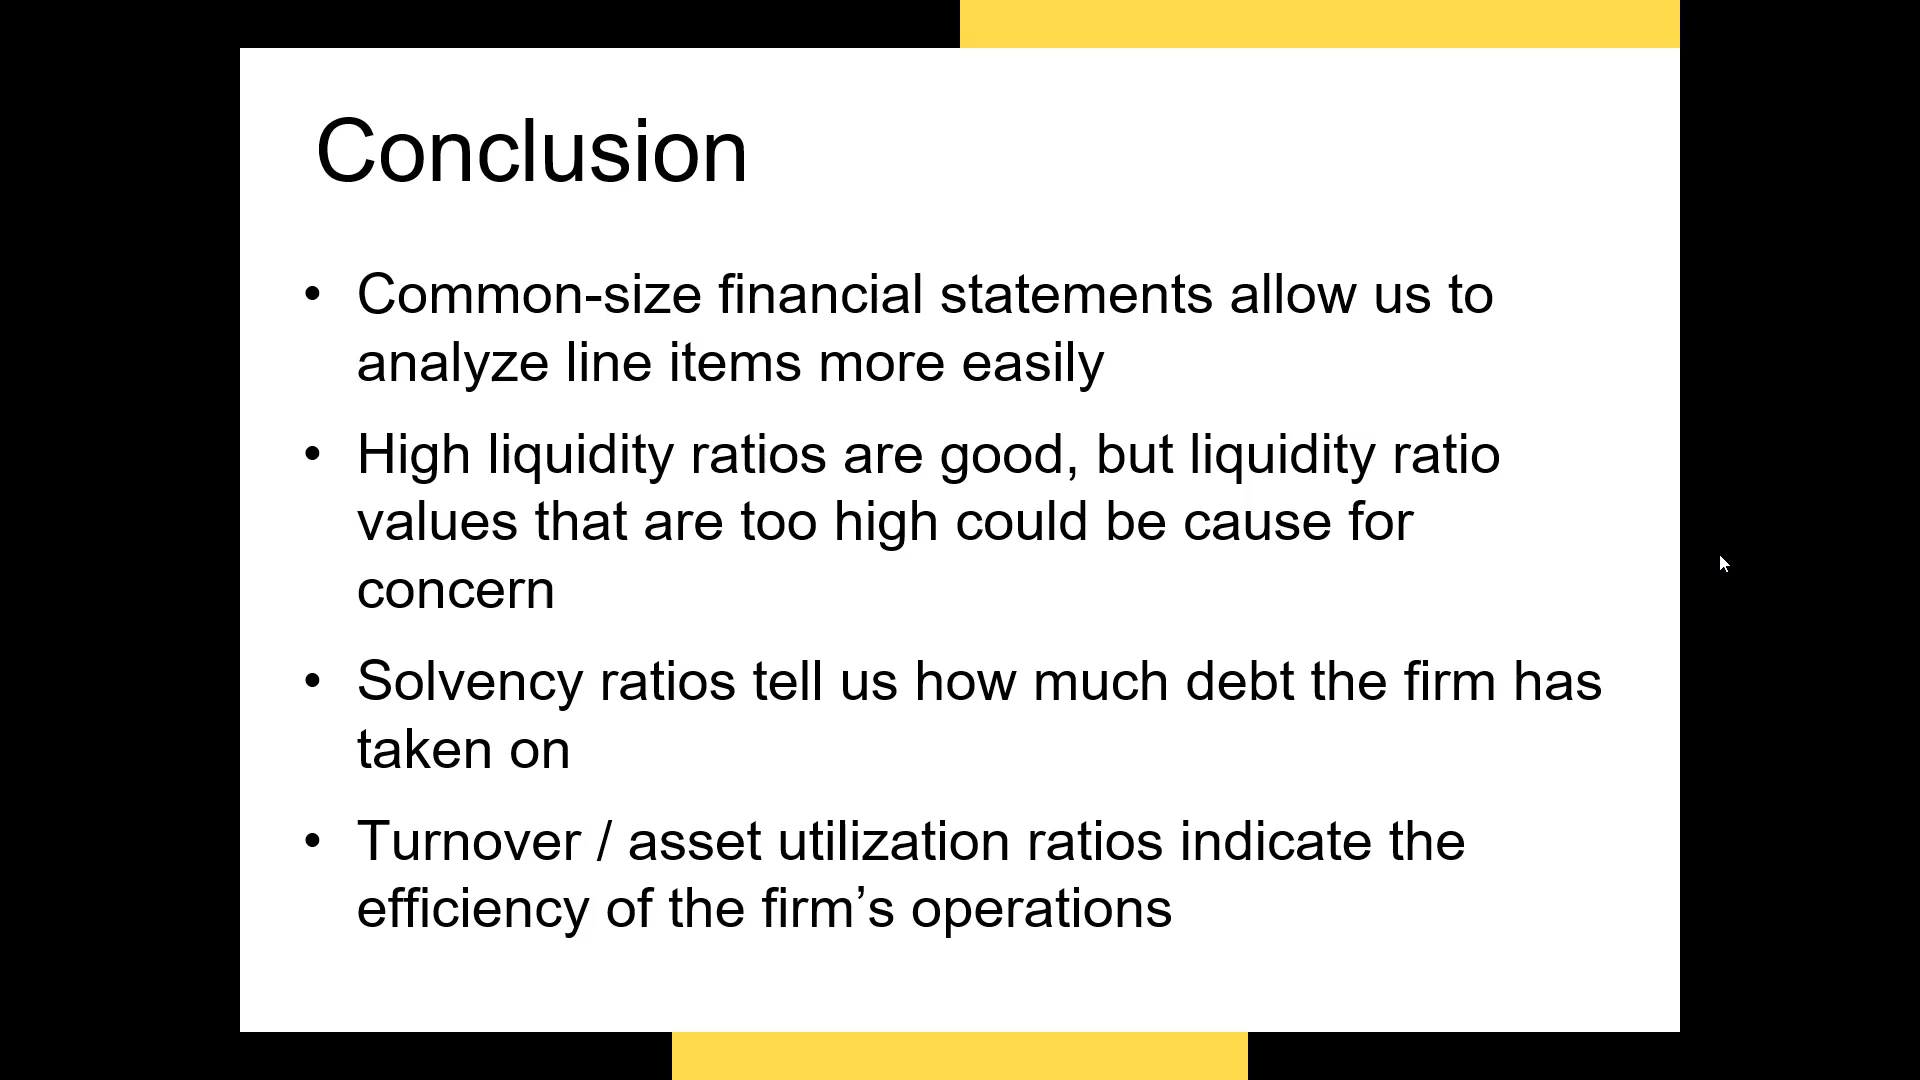 Conclusion
• Common-size financial statements allow us to
analyze line items more easily
• High liquidity ratios are good, but liquidity ratio
values that are too high could be cause for
concern
• Solvency ratios tell us how much debt the firm has
taken on
• Turnover / asset utilization ratios indicate the
efficiency of the firm’s operations